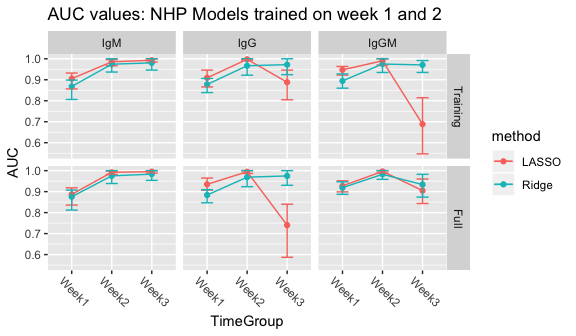 AUC values: NHP Models trained on week 1 and 2
IgM IgG IgGM
1.0
0.9
0.8
0.7
0.6
Training
1.0
0.9
0.8
0.7
0.6
Full
AUC
Week1 Week2 Week3 Week1 Week2 Week3 Week1 Week2 Week3
TimeGroup
method
LASSO
Ridge